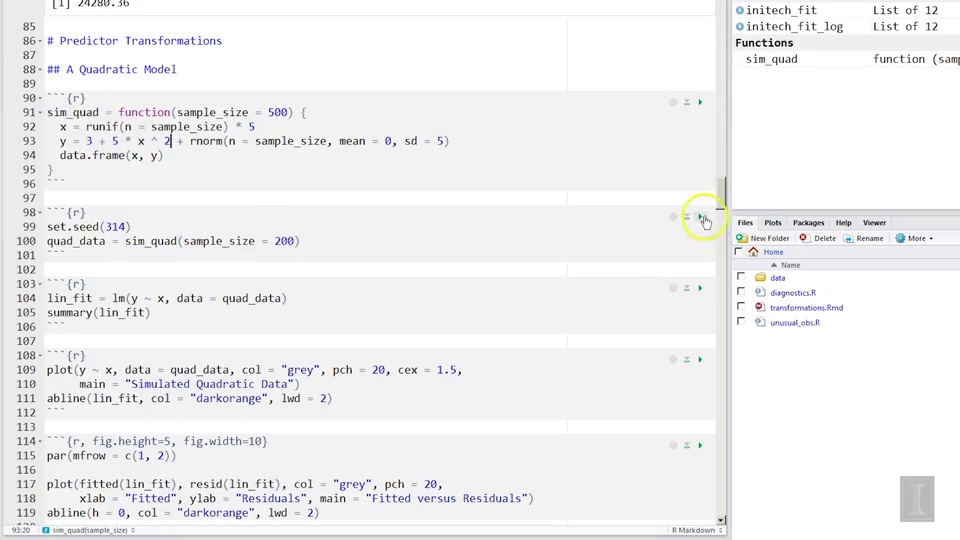 [1] 24280.36
85
86 # Predictor Transformations
87
88 ## A Quadratic Model
89
90 ```{r}
91 sim_quad = function(sample_size = 500) {
92 x = runif(n = sample_size) * 5
93 y = 3 + 5 * x ^ 2 + rnorm(n = sample_size, mean = 0, sd = 5)
94 data.frame(x, y)
95 }
96 ```
97
98 ```{r}
99 set.seed(314)
100 quad_data = sim_quad(sample_size = 200)
101 ```
102
103 ```{r}
104 lin_fit = lm(y ~ x, data = quad_data)
105 summary(lin_fit)
106 ```
107
108 ```{r}
109 plot(y ~ x, data = quad_data, col = "grey", pch = 20, cex = 1.5,
110 main = "Simulated Quadratic Data")
111 abline(lin_fit, col = "darkorange", lwd = 2)
112 ```
113
114 ```{r, fig.height=5, fig.width=10}
115 par(mfrow = c(1, 2))
116
117 plot(fitted(lin_fit), resid(lin_fit), col = "grey", pch = 20,
118 xlab = "Fitted", ylab = "Residuals", main = "Fitted versus Residuals")
119 abline(h = 0, col = "darkorange", lwd = 2)
93:20 sim_quad(sample_size) R Markdown
initech_fit List of 12
initech_fit_log List of 12
Functions
sim_quad function (samp
Files Plots Packages Help Viewer
New Folder Delete Rename More
Home
Name
data
diagnostics.R
transformations.Rmd
unusual_obs.R
I